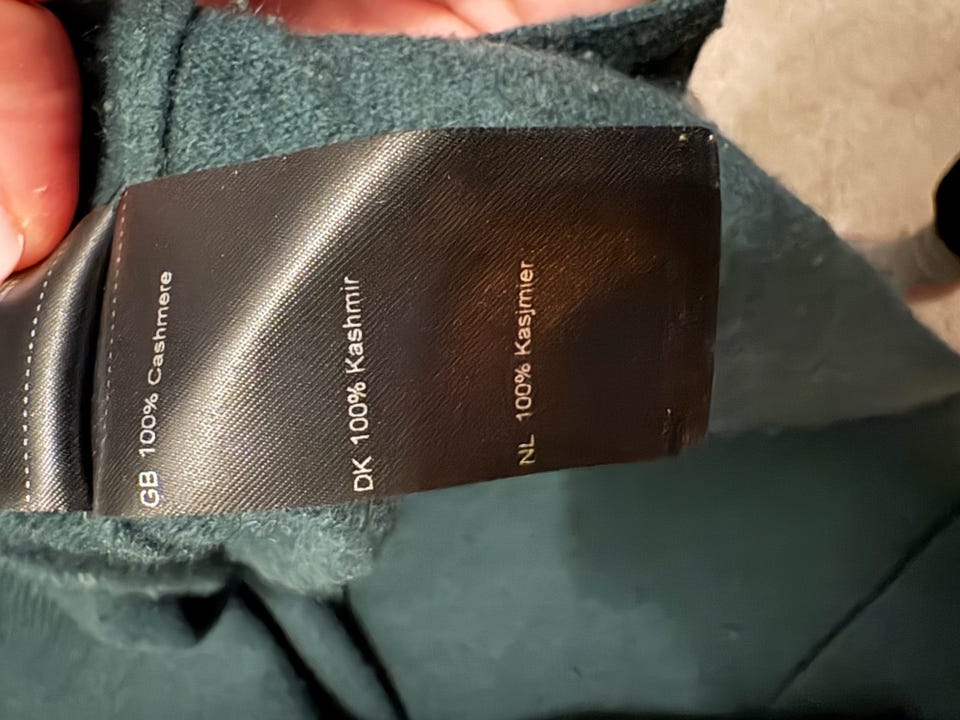 GB 100% Cashmere
DK 100% Kashmir
NL 100% Kasjmier